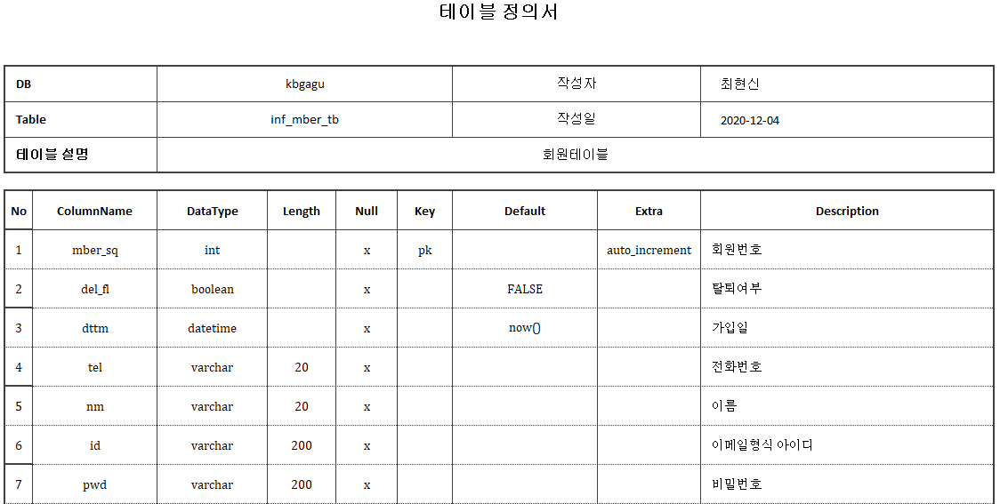 테이블 정의서
DB kbgagu 작성자 최현신
Table inf_mber_tb 작성일 2020-12-04
테이블 설명 회원테이블
No ColumnName DataType Length Null Key Default Extra Description
1 mber_sq int x pk auto_increment 회원번호
2 del_fl boolean x FALSE 탈퇴여부
3 dttm datetime x now() 가입일
4 tel varchar 20 x 전화번호
5 nm varchar 20 x 이름
6 id varchar 200 x 이메일형식 아이디
7 pwd varchar 200 x 비밀번호